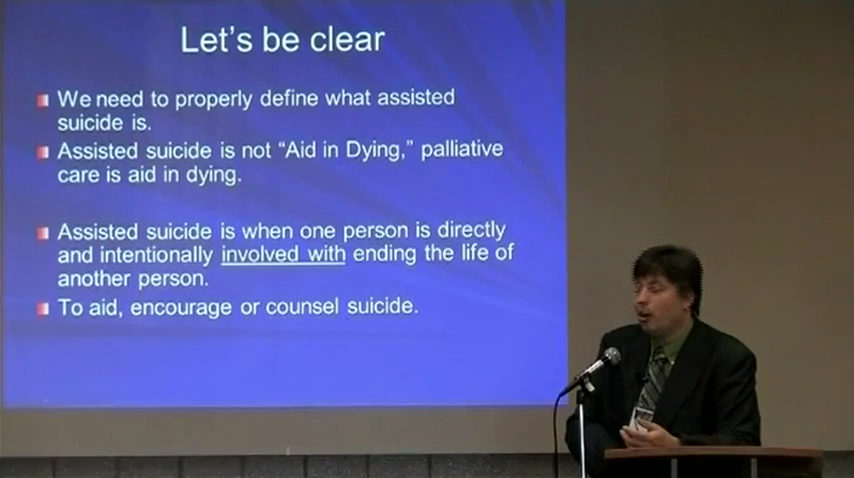 Let's be clear
We need to properly define what assisted
suicide is.
Assisted suicide is not “Aid in Dying,” palliative
care is aid in dying.
Assisted suicide is when one person is directly
and intentionally involved with ending the life of
another person.
To aid, encourage or counsel suicide.